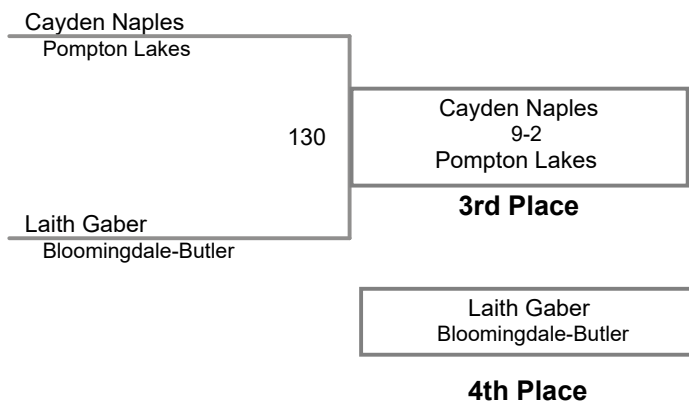 Cayden Naples
Pompton Lakes
130
Cayden Naples
9-2
Pompton Lakes
3rd Place
Laith Gaber
Bloomingdale-Butler
Laith Gaber
Bloomingdale-Butler
4th Place